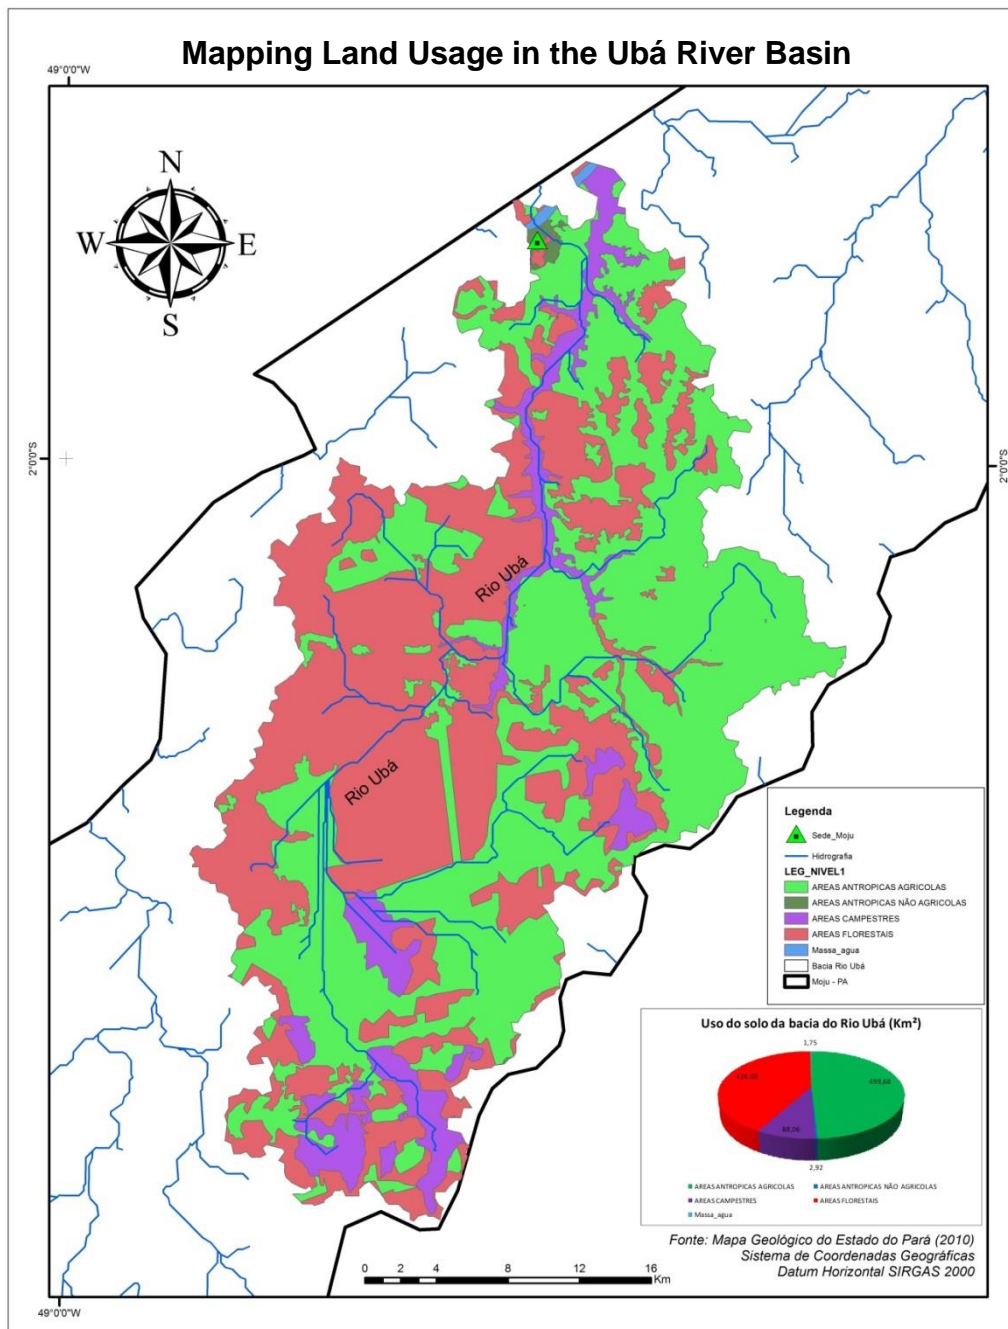 Mapping Land Usage in the Ubá River Basin
49°0'0"W
N
W
E
S
2°0'0"S
2°0'0"S
Rio Ubá
Rio Ubá
Legenda
Sede_Moju
Hidrografia
LEG_NIVEL1
AREAS ANTROPICAS AGRICOLAS
AREAS ANTROPICAS NÃO AGRICOLAS
AREAS CAMPESTRES
AREAS FLORESTAIS
Massa_agua
Bacia Rio Ubá
Moju - PA
Uso do solo da bacia do Rio Ubá (Km²)
1,75
88,06
2,92
AREAS ANTROPICAS AGRICOLAS
AREAS ANTROPICAS NÃO AGRICOLAS
AREAS CAMPESTRES
AREAS FLORESTAIS
Massa_agua
Fonte: Mapa Geológico do Estado do Pará (2010)
Sistema de Coordenadas Geográficas
Datum Horizontal SIRGAS 2000
0 2 4 8 12 16
Km
49°0'0"W